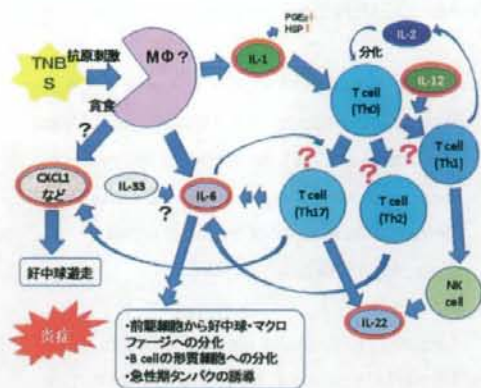 PGE₂↓
HSP↑
IL-2
抗原刺激
MΦ?
IL-1
分化
TNB
S
IL-12
貪食
T cell
(Th0)
?
T cell
(Th1)
?
?
?
CXCL1
など
IL-33
IL-6
?
T cell
(Th17)
T cell
(Th2)
好中球遊走
NK
cell
炎症
IL-22
・前駆細胞から好中球・マクロ
ファージへの分化
・B cellの形質細胞への分化
・急性期タンパクの誘導